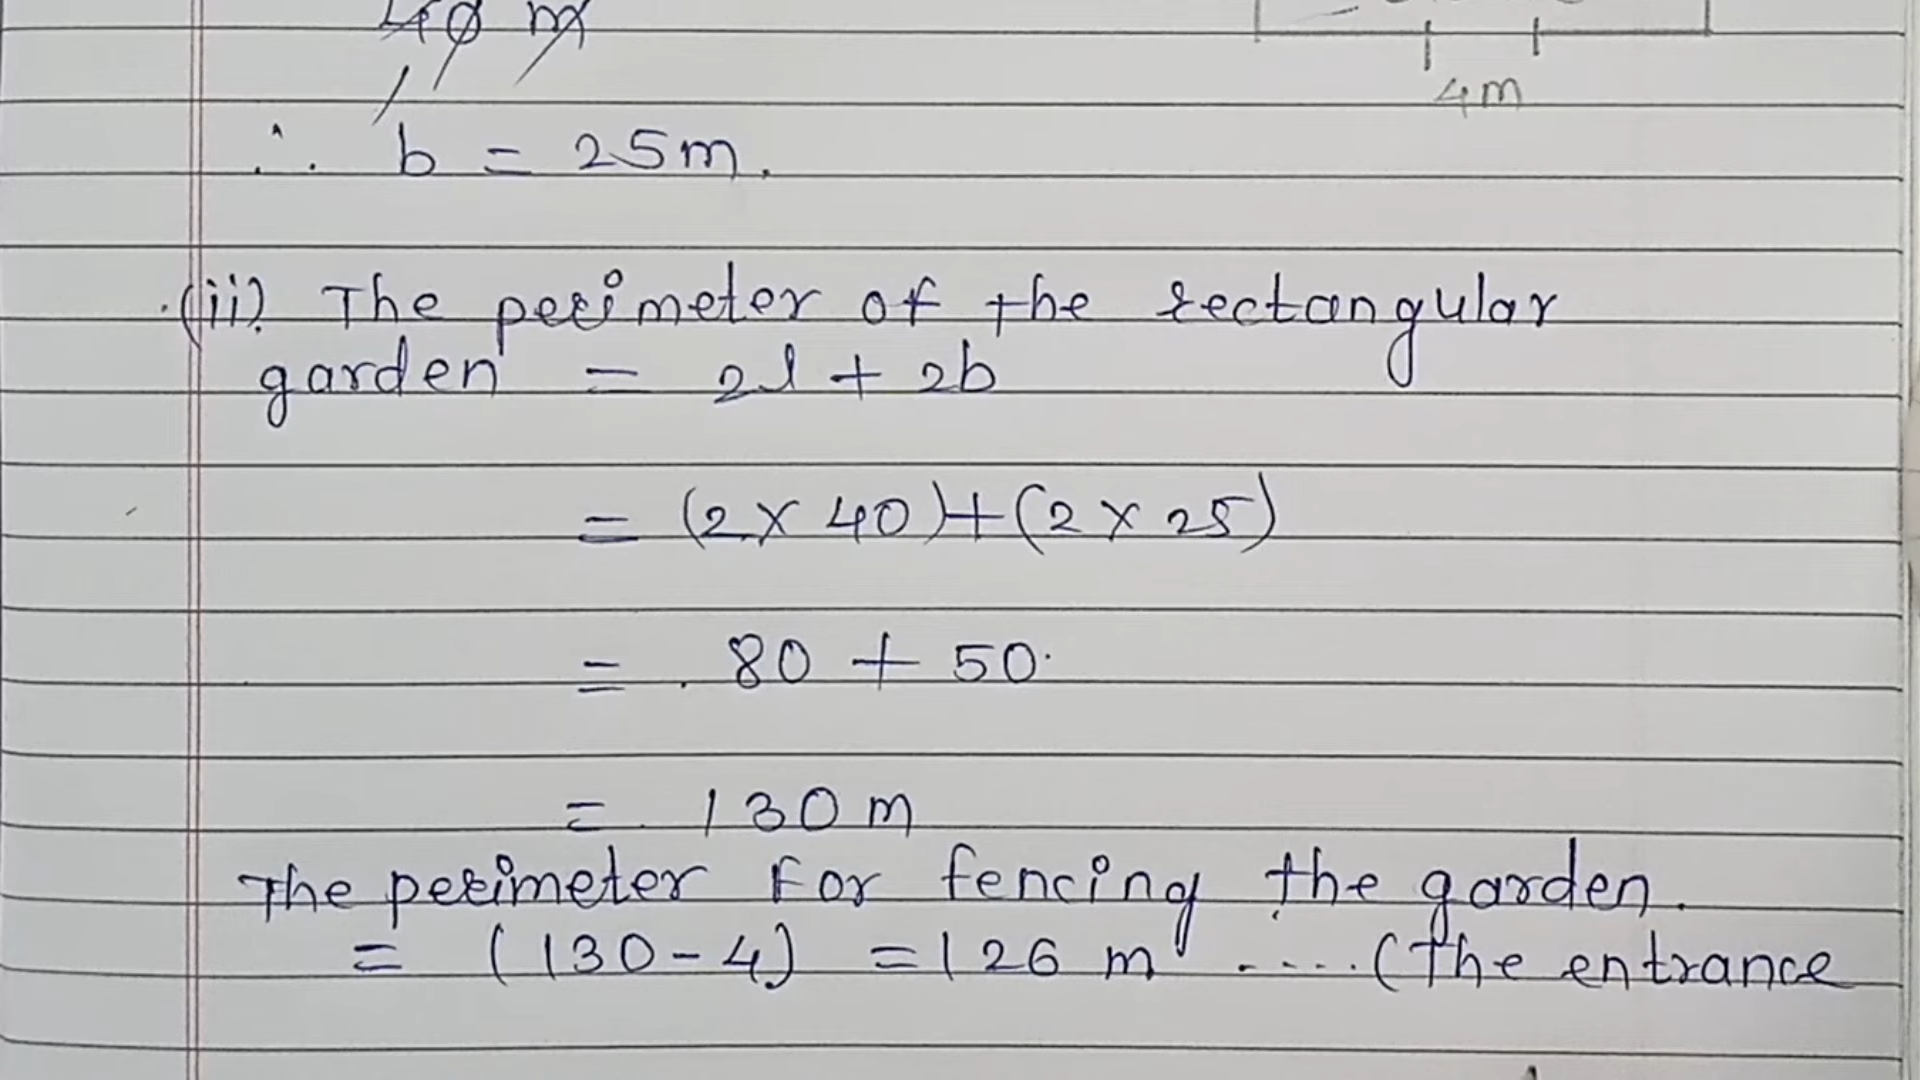 40 m
4m
∴ b = 25m.
(ii). The perimeter of the rectangular
garden = 2l + 2b
= (2 x 40) + (2 x 25)
= 80 + 50
= 130 m
The perimeter For fencing the garden.
= (130 - 4) = 126 m ..... (The entrance